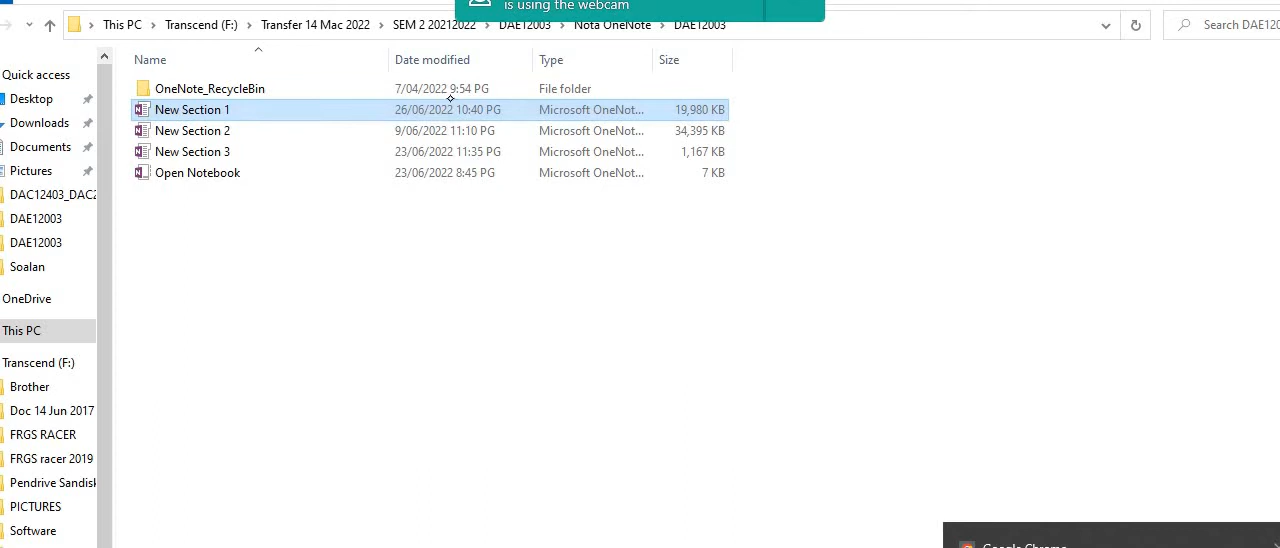 is using the webcam
This PC > Transcend (F:) > Transfer 14 Mac 2022 > SEM 2 20212022 > DAE12003 > Nota OneNote > DAE12003
Search DAE120
Name Date modified Type Size
OneNote_RecycleBin 7/04/2022 9:54 PG File folder
New Section 1 26/06/2022 10:40 PG Microsoft OneNot... 19,980 KB
New Section 2 9/06/2022 11:10 PG Microsoft OneNot... 34,395 KB
New Section 3 23/06/2022 11:35 PG Microsoft OneNot... 1,167 KB
Open Notebook 23/06/2022 8:45 PG Microsoft OneNot... 7 KB
Quick access
Desktop
Downloads
Documents
Pictures
DAC12403_DAC2
DAE12003
DAE12003
Soalan
OneDrive
This PC
Transcend (F:)
Brother
Doc 14 Jun 2017
FRGS RACER
FRGS racer 2019
Pendrive Sandisk
PICTURES
Software
Google Chrome